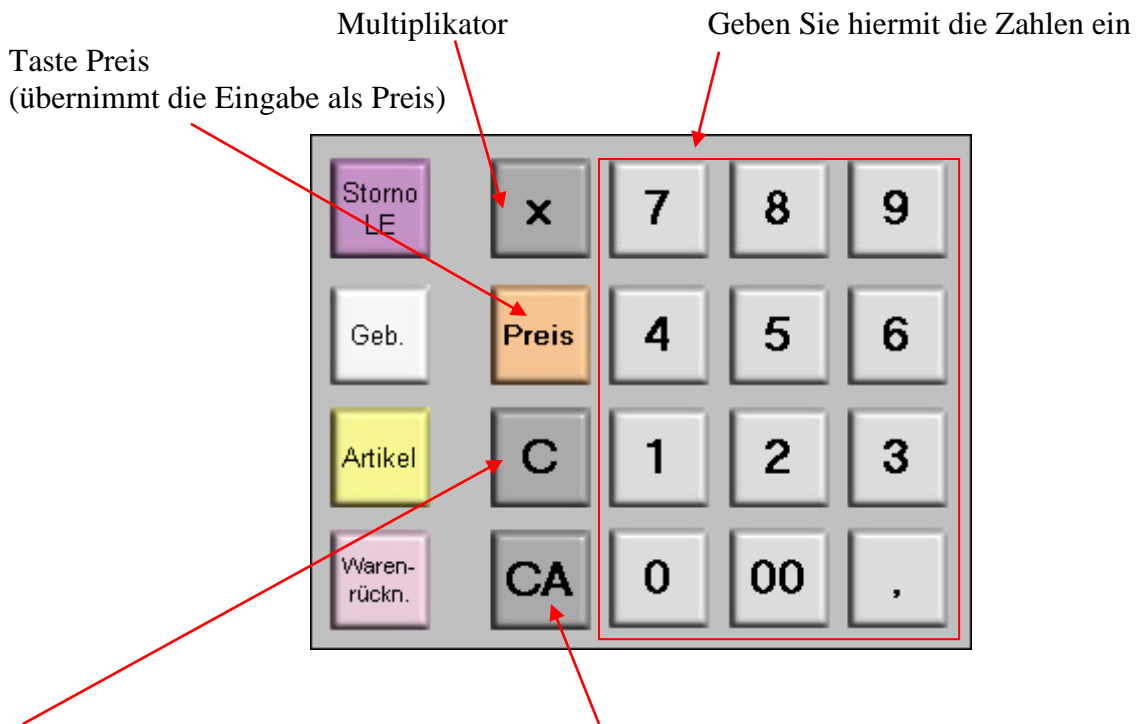 Multiplikator
Geben Sie hiermit die Zahlen ein
Taste Preis
(übernimmt die Eingabe als Preis)
Storno
LE
x
7
8
9
Geb.
Preis
4
5
6
Artikel
C
1
2
3
Waren-
rückn.
CA
0
00
,